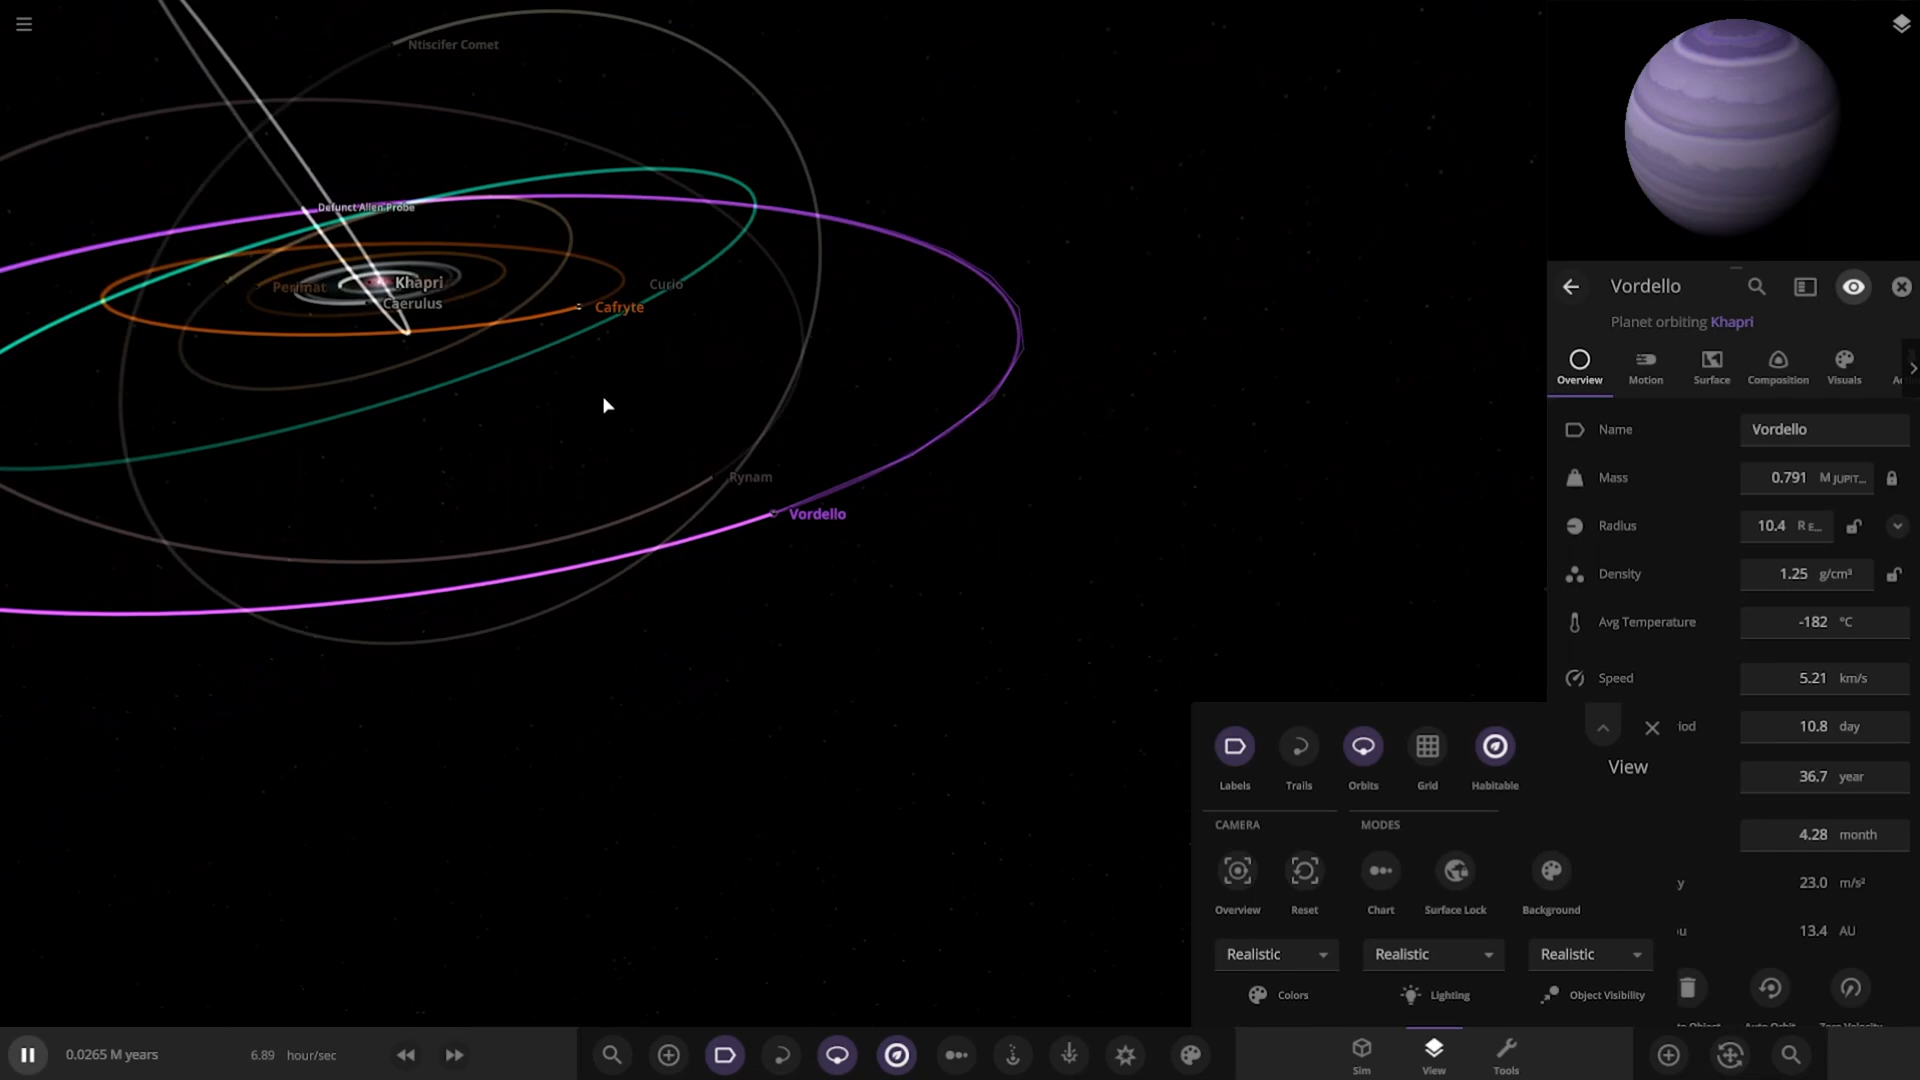 Ntiscifer Comet
Defunct Alien Probe
Perimat
Khapri
Caerulus
Curio
Cafryte
Rynam
Vordello
Vordello
Planet orbiting Khapri
Overview
Motion
Surface
Composition
Visuals
Name
Vordello
Mass
0.791 M JUPIT...
Radius
10.4 R E...
Density
1.25 g/cm³
Avg Temperature
-182 °C
Speed
5.21 km/s
10.8 day
36.7 year
4.28 month
23.0 m/s²
13.4 AU
View
Labels
Trails
Orbits
Grid
Habitable
CAMERA
MODES
Overview
Reset
Chart
Surface Lock
Background
Realistic
Realistic
Realistic
Colors
Lighting
Object Visibility
0.0265 M years
6.89 hour/sec
Sim
View
Tools